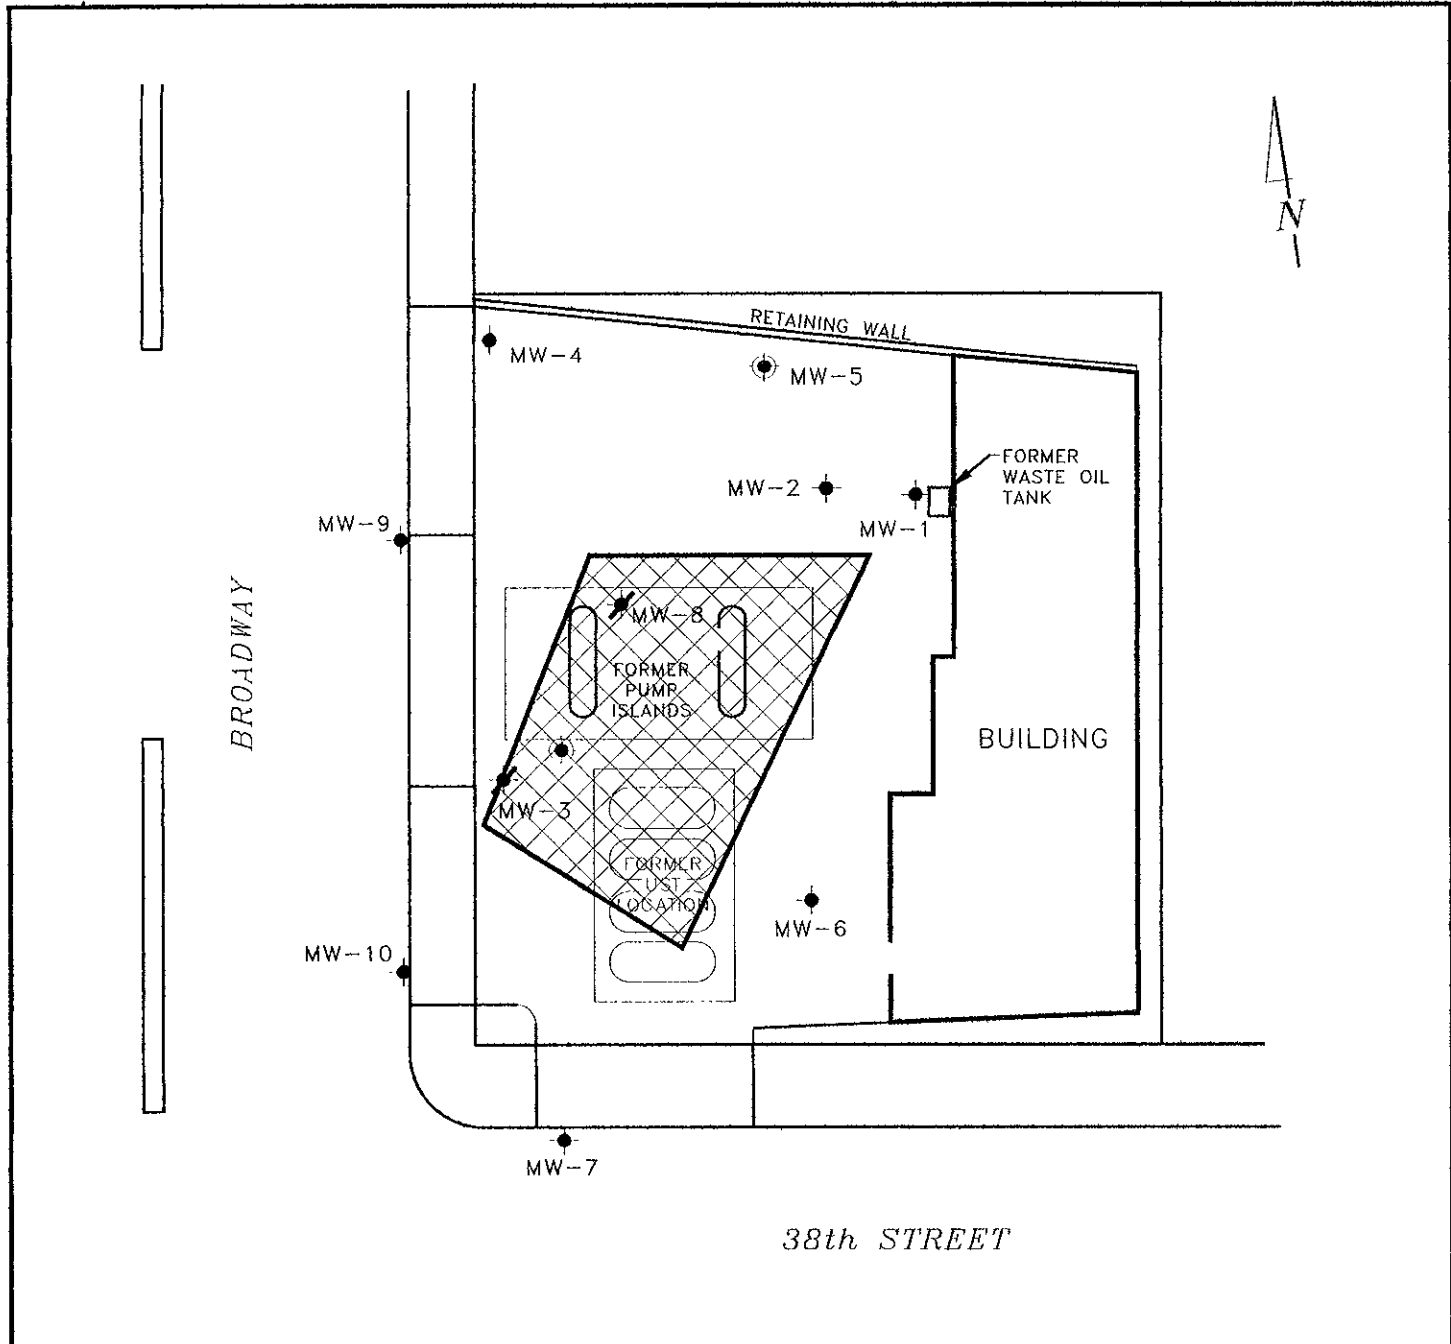 N
RETAINING WALL
MW-4
MW-5
FORMER
WASTE OIL
TANK
MW-2
MW-1
MW-9
BROADWAY
MW-8
FORMER
PUMP
ISLANDS
BUILDING
MW-3
FORMER
UST
LOCATION
MW-6
MW-10
MW-7
38th STREET